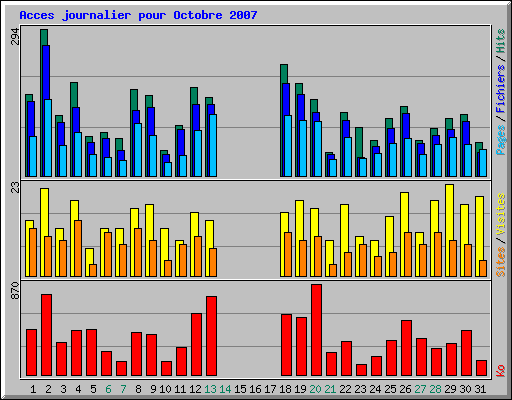 Acces journalier pour Octobre 2007
294
Pages / Fichiers / Hits
23
Sites / Visites
870
Ko
1 2 3 4 5 6 7 8 9 10 11 12 13 14 15 16 17 18 19 20 21 22 23 24 25 26 27 28 29 30 31